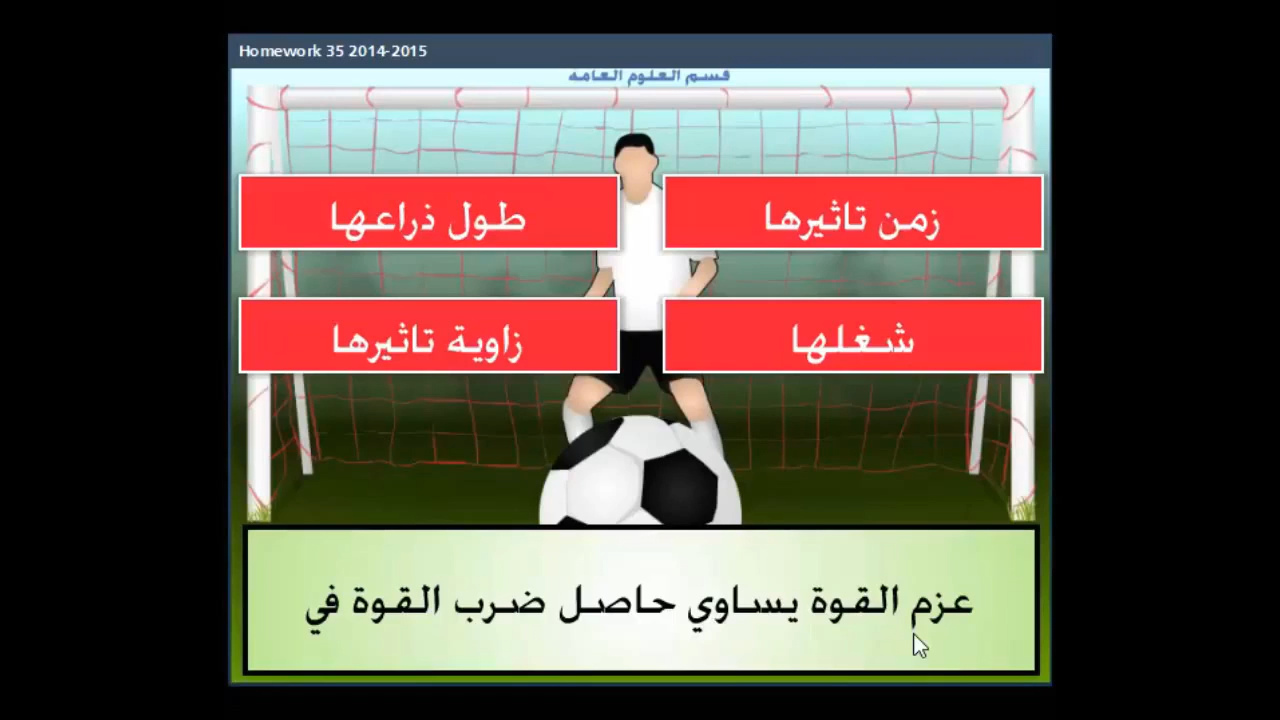 Homework 35 2014-2015
قسم العلوم العامه
زمن تاثيرها
طول ذراعها
شغلها
زاوية تاثيرها
عزم القوة يساوي حاصل ضرب القوة في